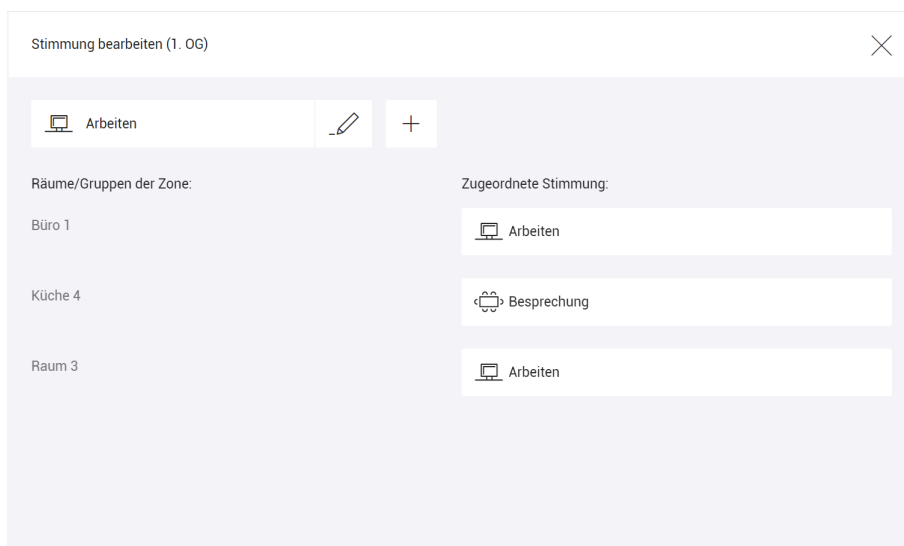 Stimmung bearbeiten (1. OG)
Arbeiten
Räume/Gruppen der Zone:
Zugeordnete Stimmung:
Büro 1
Arbeiten
Küche 4
Besprechung
Raum 3
Arbeiten